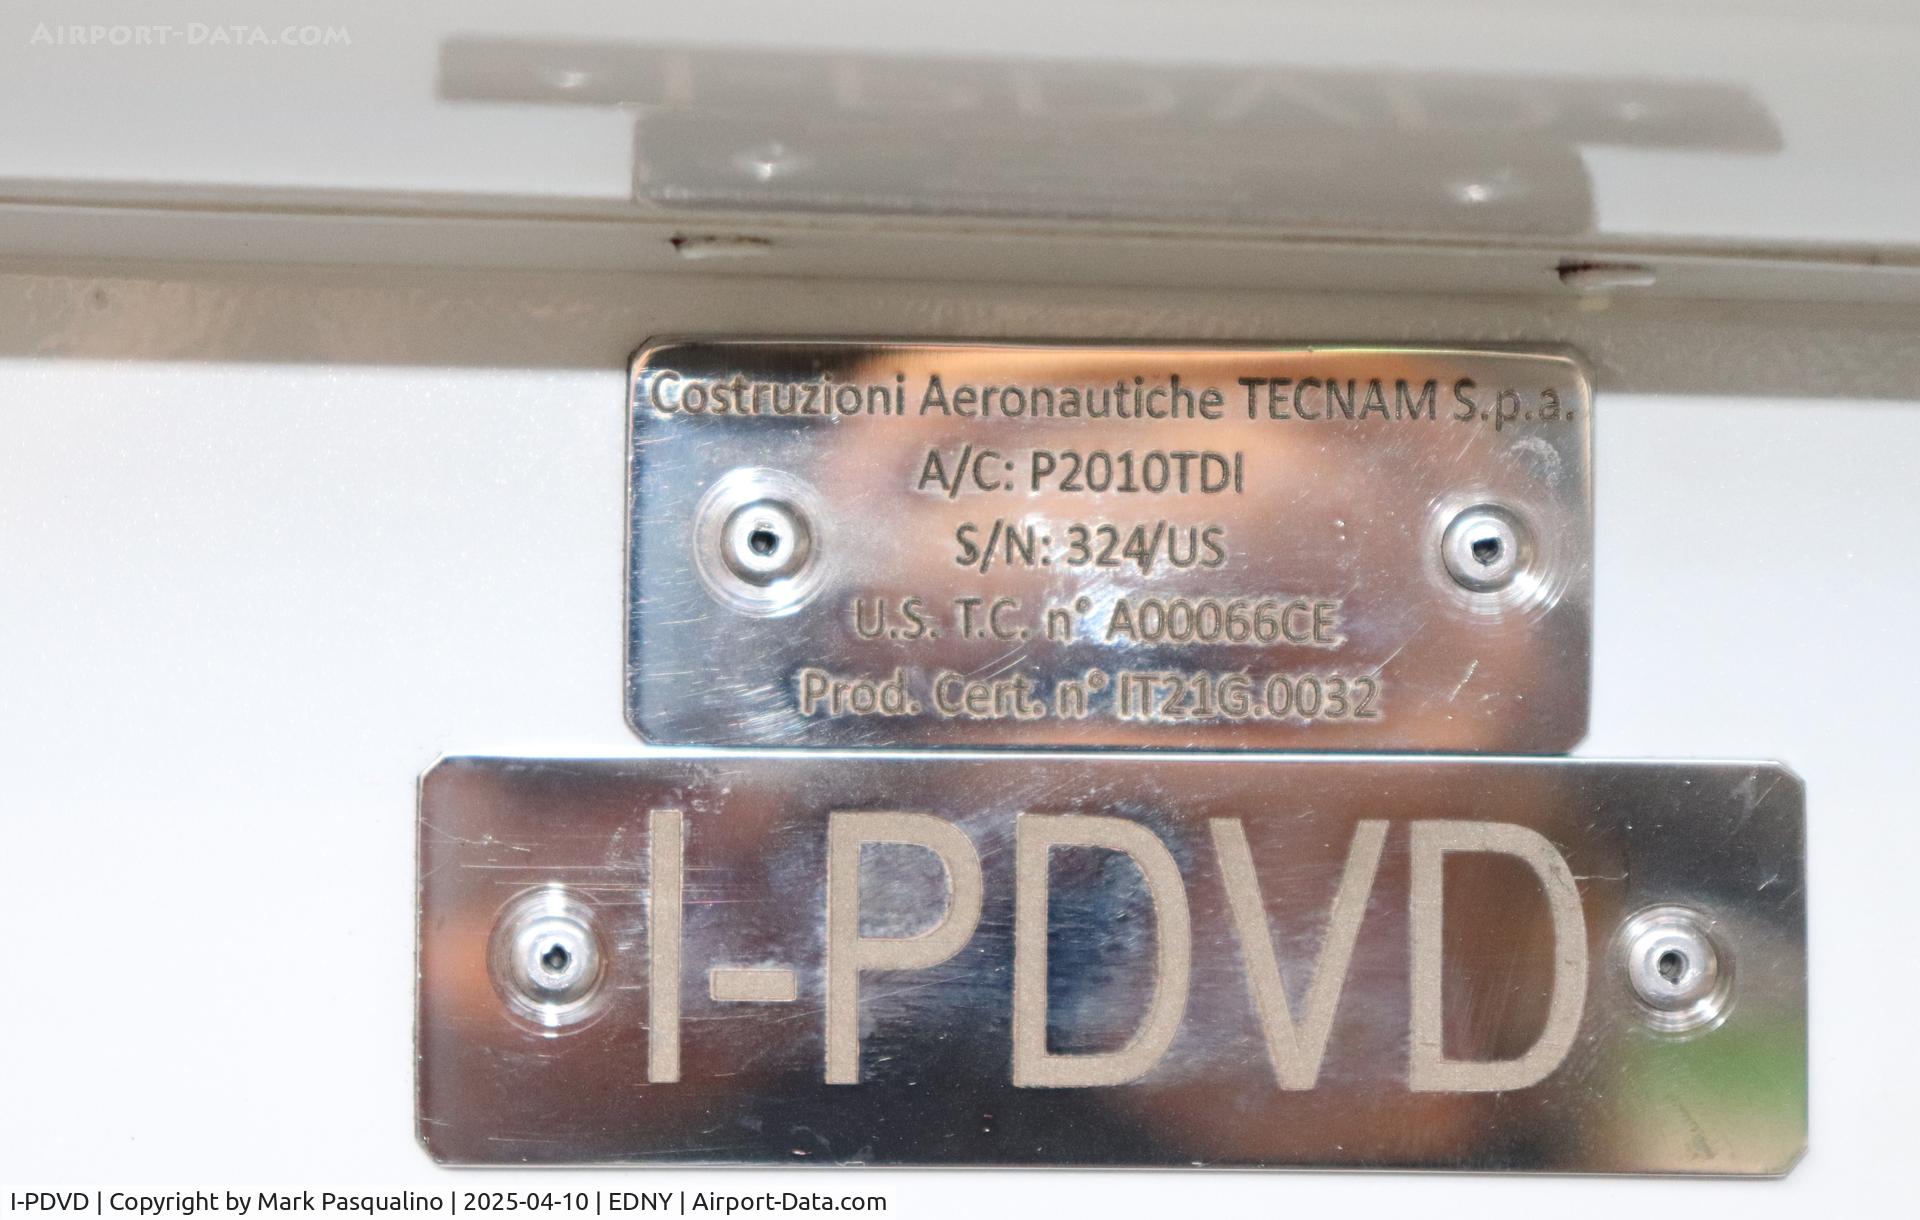 Airport-Data.com
Costruzioni Aeronautiche TECNAM S.p.a.
A/C: P2010TDI
S/N: 324/US
U.S. T.C. n° A00066CE
Prod. Cert. n° IT21G.0032
I-PDVD
I-PDVD | Copyright by Mark Pasqualino | 2025-04-10 | EDNY | Airport-Data.com